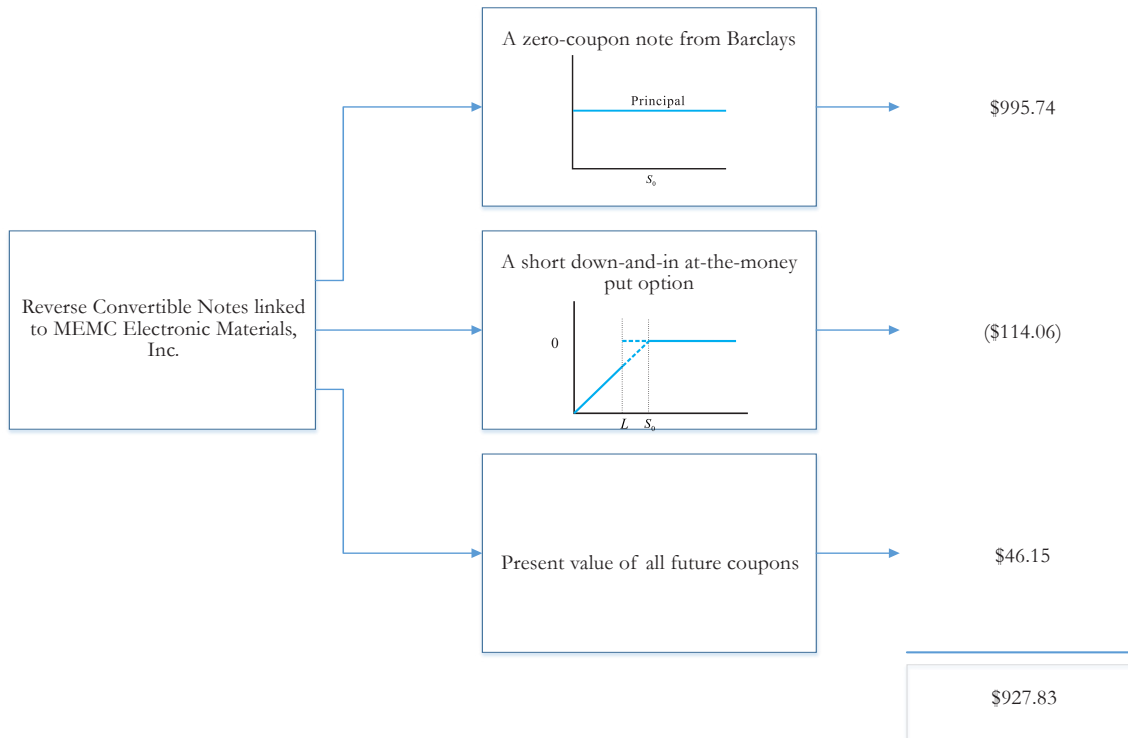 A zero-coupon note from Barclays
Principal
S₀
$995.74
Reverse Convertible Notes linked
to MEMC Electronic Materials,
Inc.
A short down-and-in at-the-money
put option
0
L S₀
($114.06)
Present value of all future coupons
$46.15
$927.83